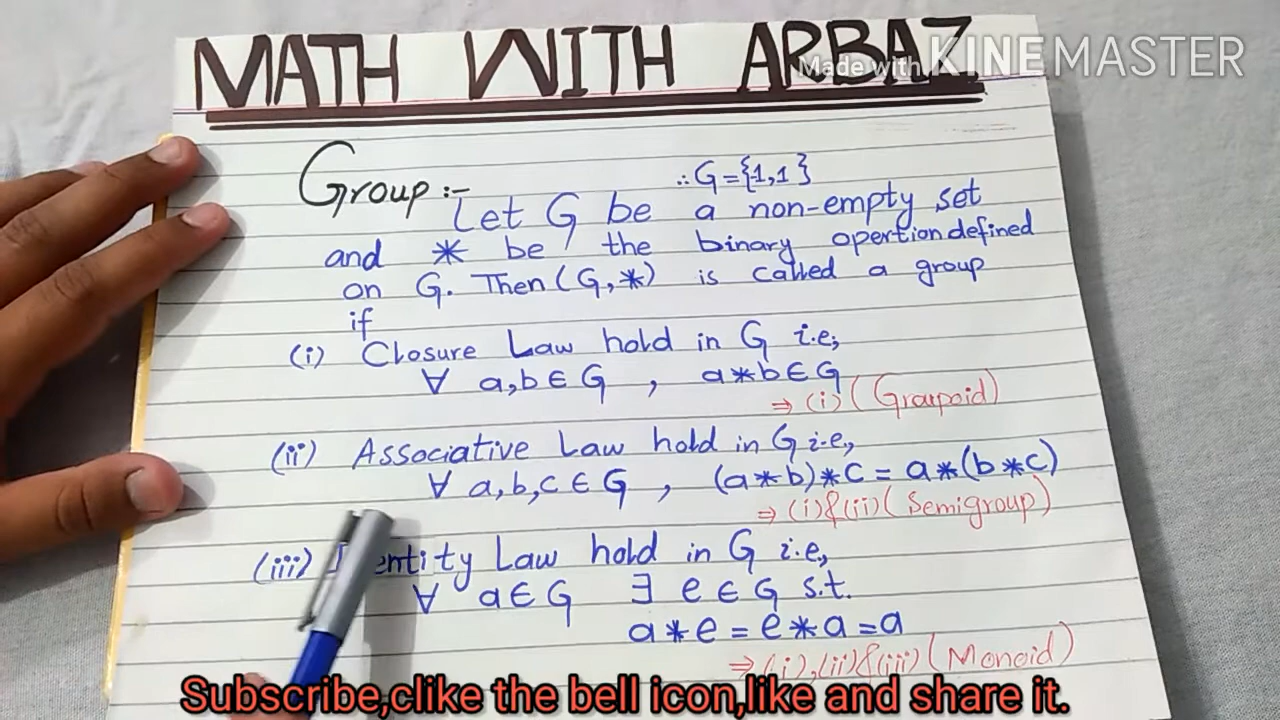 MATH WITH ARBAZ
Made with KINEMASTER
Group :-
∴ G = {1,1}
Let G be a non-empty set
and * be the binary opertion defined
on G. Then (G,*) is called a group
if
(i) Closure Law hold in G i.e,
∀ a,b ∈ G , a*b ∈ G
⇒ (i) (Groupoid)
(ii) Associative Law hold in G i.e,
∀ a,b,c ∈ G , (a*b)*c = a*(b*c)
⇒ (i)&(ii) (Semigroup)
(iii) Identity Law hold in G i.e,
∀ a ∈ G ∃ e ∈ G s.t.
a*e = e*a = a
⇒ (i),(ii)&(iii) (Monoid)
Subscribe,clike the bell icon,like and share it.